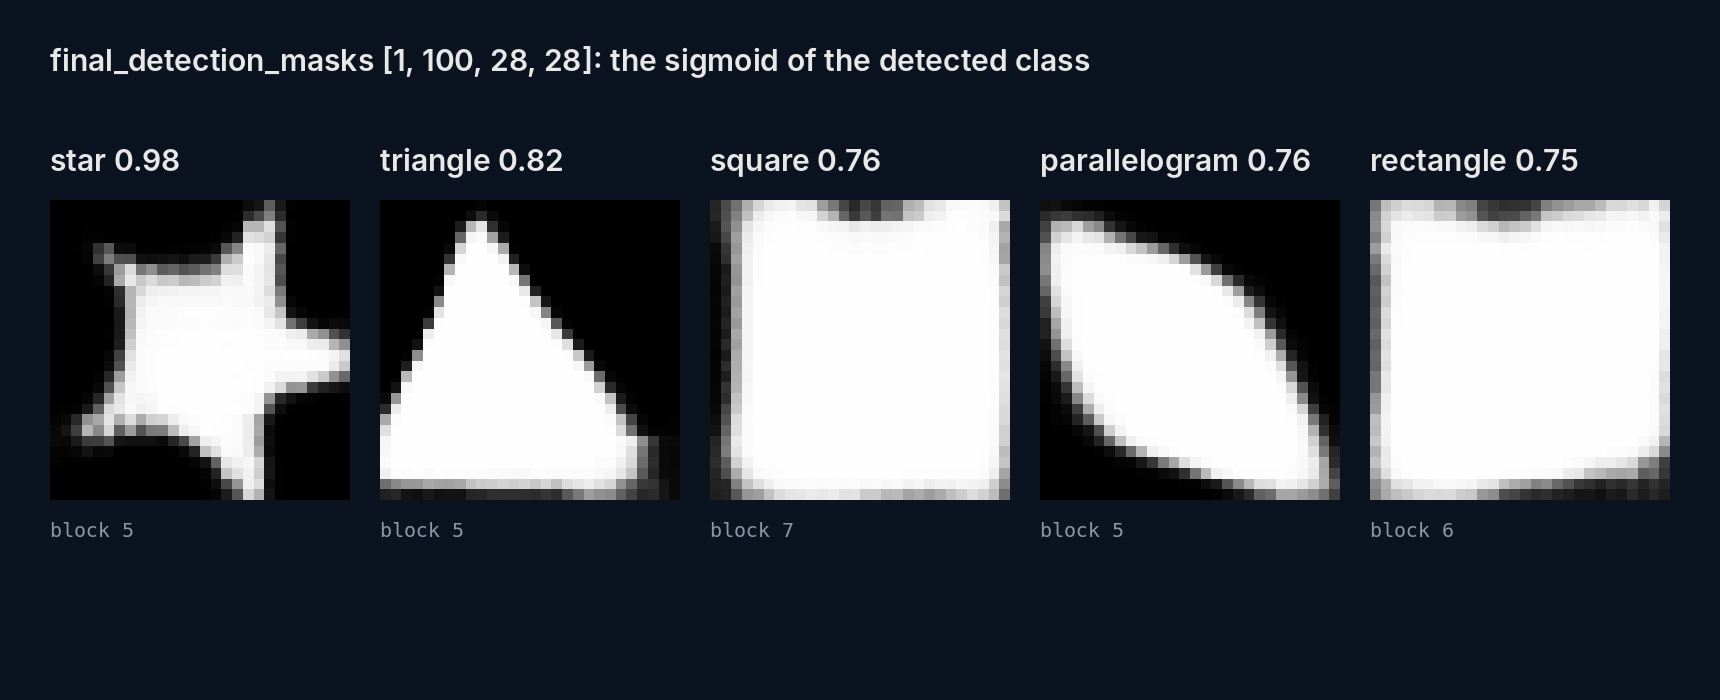 final_detection_masks [1, 100, 28, 28]: the sigmoid of the detected class
star 0.98
triangle 0.82
square 0.76
parallelogram 0.76
rectangle 0.75
block 5
block 5
block 7
block 5
block 6